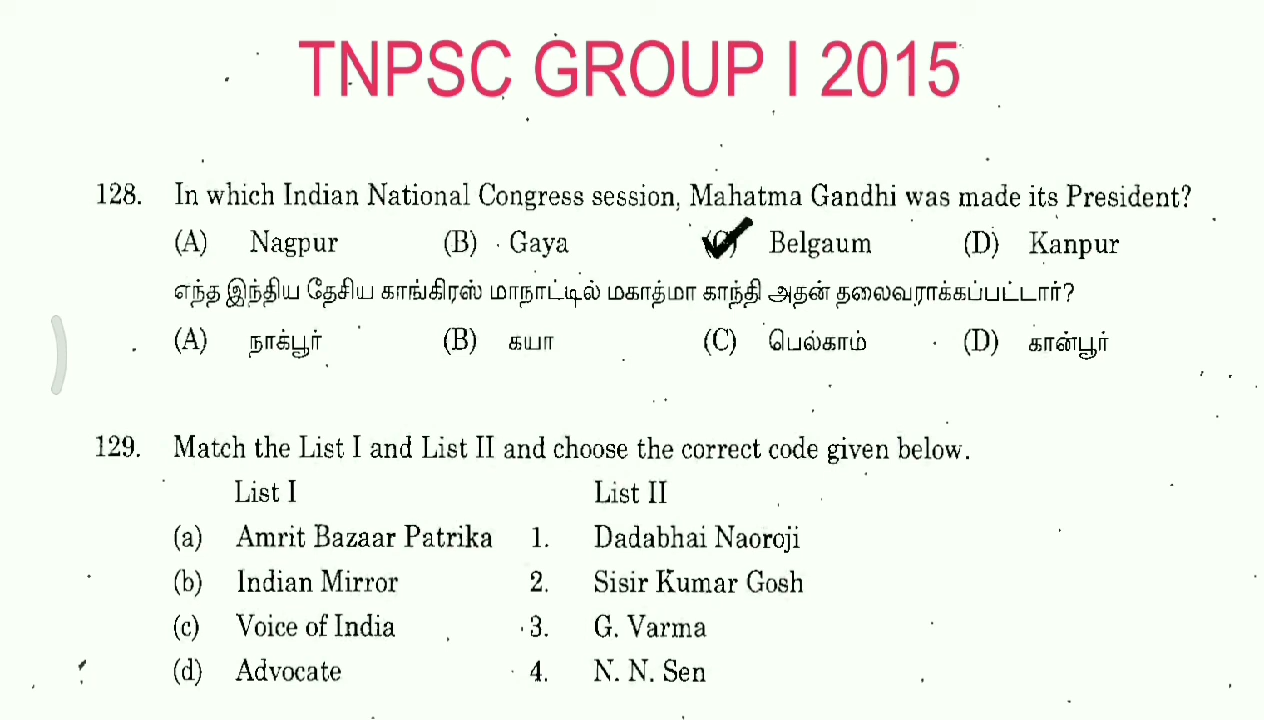 TNPSC GROUP I 2015
128. In which Indian National Congress session, Mahatma Gandhi was made its President?
(A) Nagpur (B) Gaya (C) Belgaum (D) Kanpur
எந்த இந்திய தேசிய காங்கிரஸ் மாநாட்டில் மகாத்மா காந்தி அதன் தலைவராக்கப்பட்டார்?
(A) நாக்பூர் (B) கயா (C) பெல்காம் (D) கான்பூர்
129. Match the List I and List II and choose the correct code given below.
List I List II
(a) Amrit Bazaar Patrika 1. Dadabhai Naoroji
(b) Indian Mirror 2. Sisir Kumar Gosh
(c) Voice of India 3. G. Varma
(d) Advocate 4. N. N. Sen